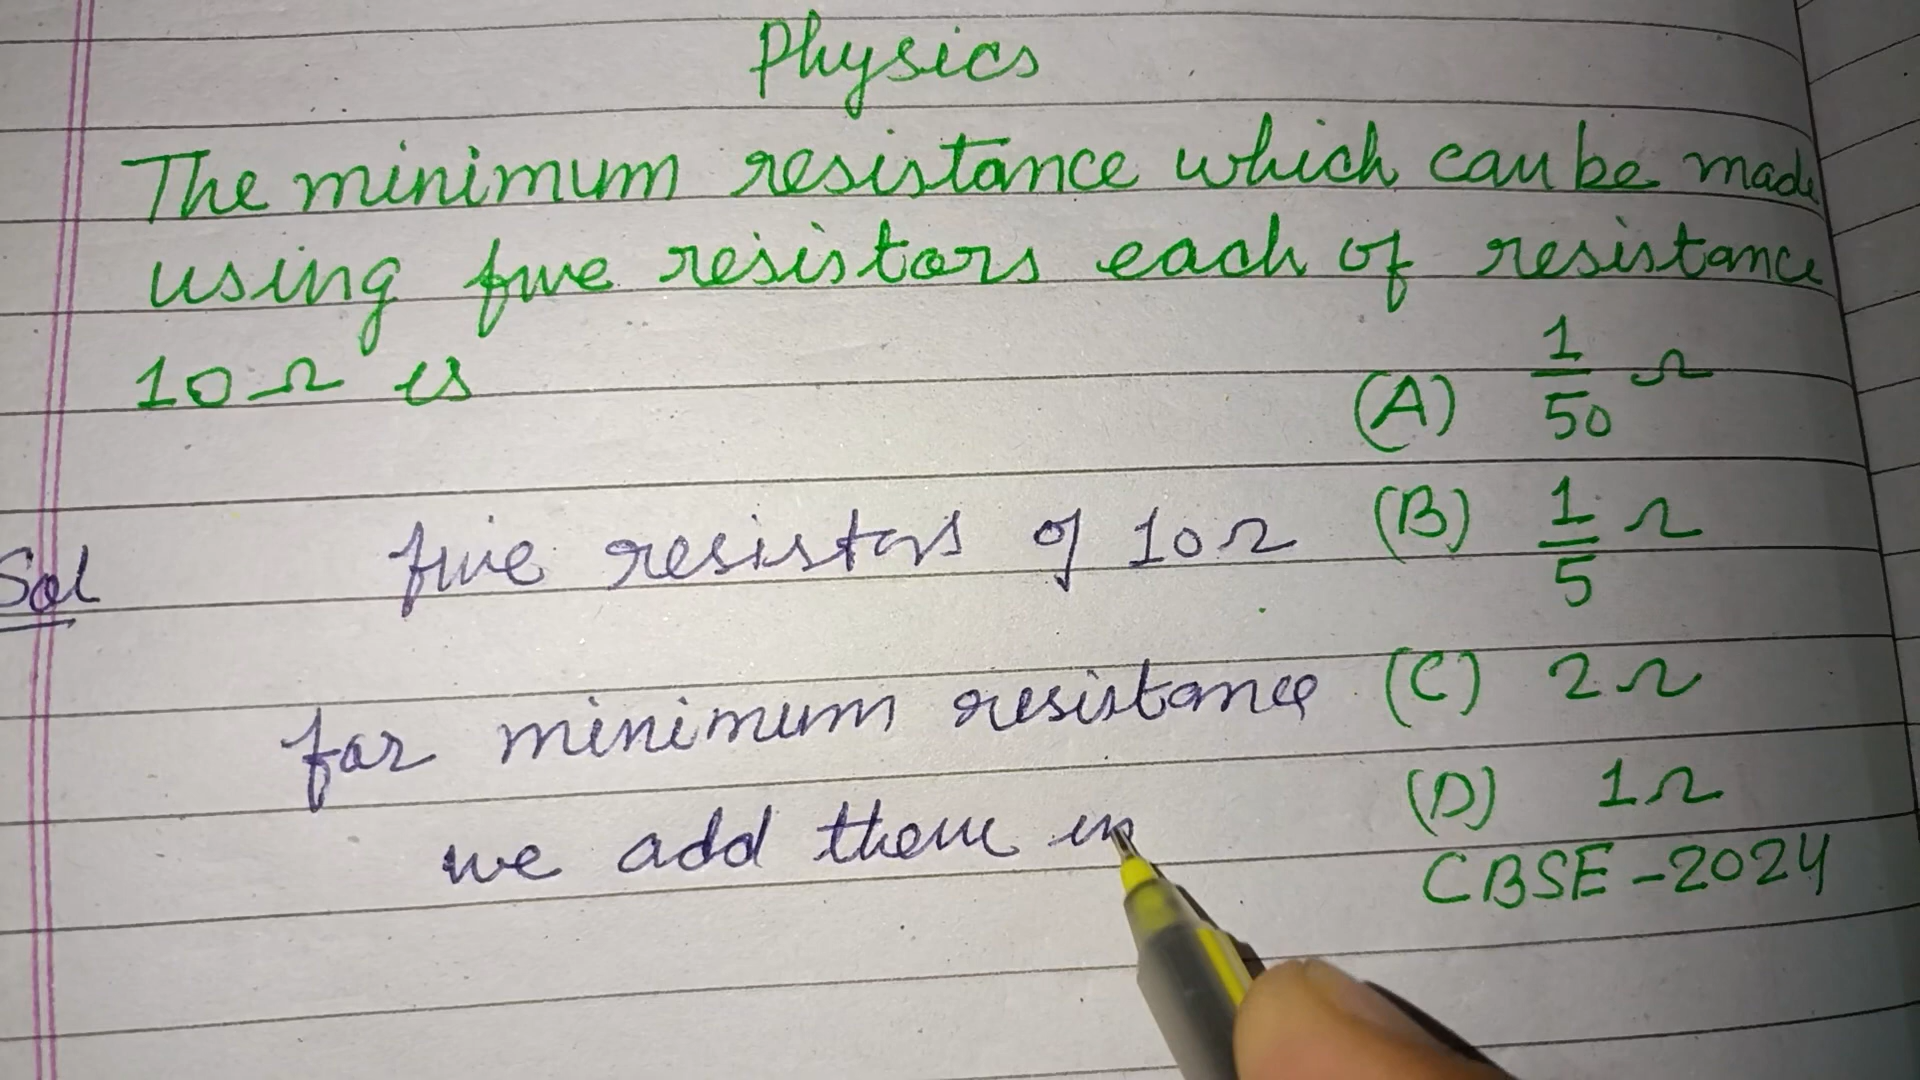 Physics
The minimum resistance which can be made
using five resistors each of resistance
10 Ω is
(A) 1/50 Ω
Sol five resistors of 10Ω (B) 1/5 Ω
for minimum resistance (C) 2Ω
we add them in (D) 1Ω
CBSE-2024